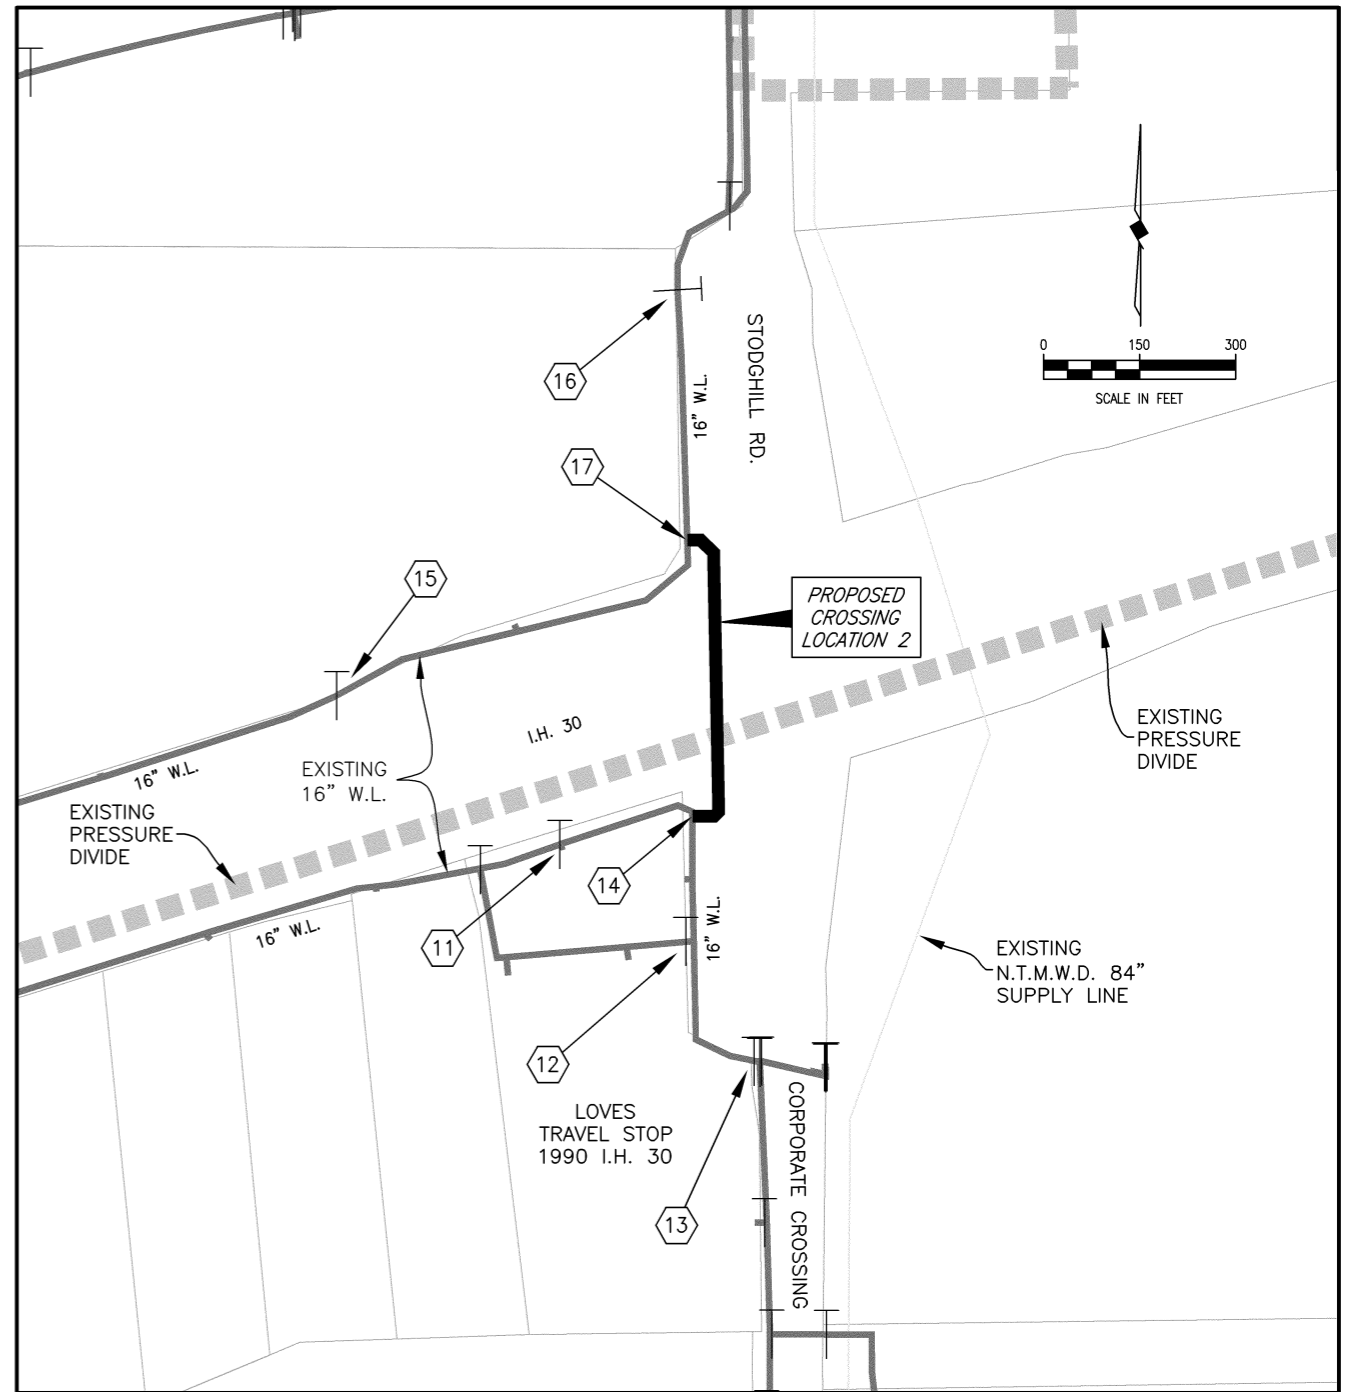 0 150 300
SCALE IN FEET
STODGHILL RD.
16
16" W.L.
17
15
PROPOSED
CROSSING
LOCATION 2
EXISTING
PRESSURE
DIVIDE
I.H. 30
16" W.L.
EXISTING
16" W.L.
EXISTING
PRESSURE
DIVIDE
14
11
16" W.L.
16" W.L.
EXISTING
N.T.M.W.D. 84"
SUPPLY LINE
12
LOVES
TRAVEL STOP
1990 I.H. 30
CORPORATE CROSSING
13